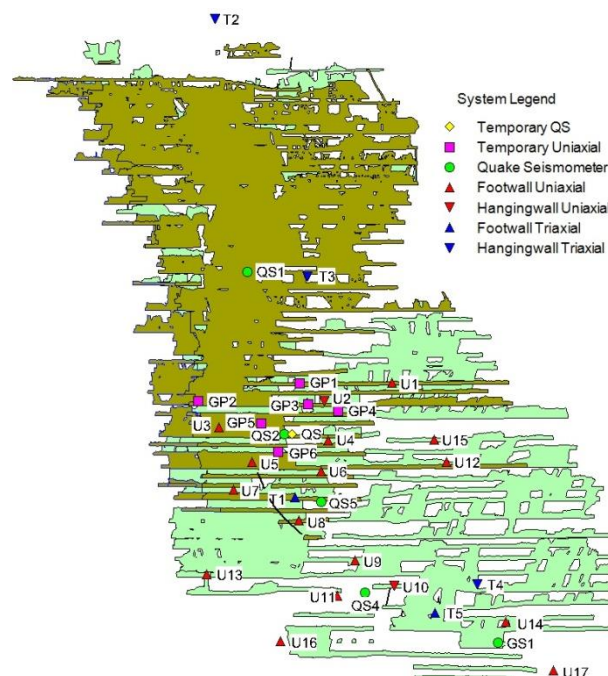 T2
System Legend
Temporary QS
Temporary Uniaxial
Quake Seismometer
Footwall Uniaxial
Hangingwall Uniaxial
Footwall Triaxial
Hangingwall Triaxial
QS1
T3
GP1
U1
GP2
GP3
U2
GP4
U3
GP5
QS2
QS
U4
U15
GP6
U5
U6
U12
U7
T1
QS5
U8
U9
U13
U10
T4
U11
QS4
T5
U14
U16
GS1
U17